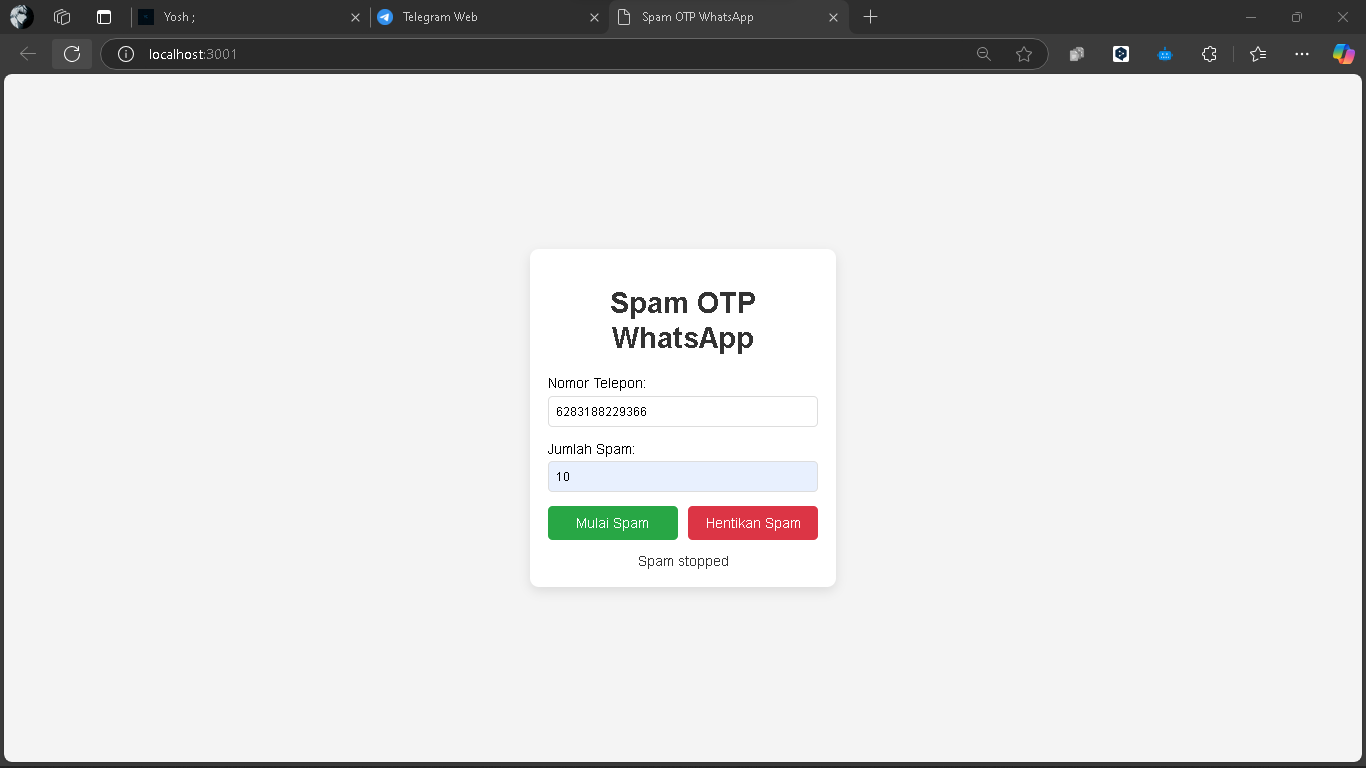 Yosh ;
Telegram Web
Spam OTP WhatsApp
localhost:3001
Spam OTP
WhatsApp
Nomor Telepon:
6283188229366
Jumlah Spam:
10
Mulai Spam
Hentikan Spam
Spam stopped